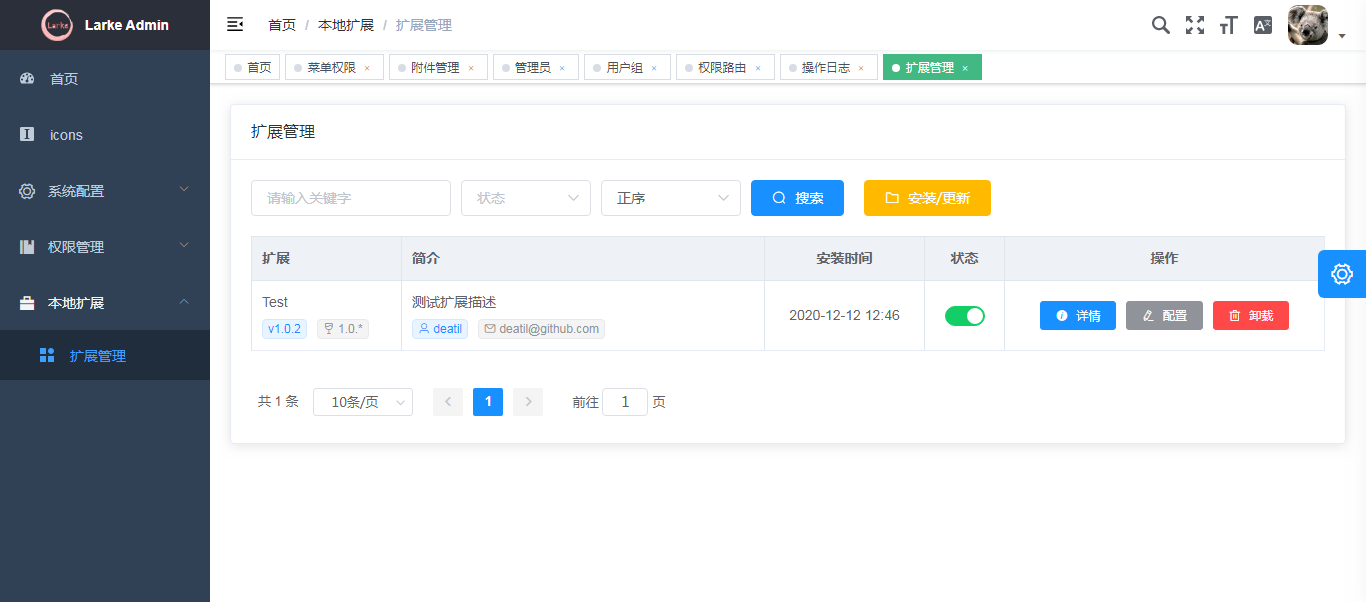 Larke Larke Admin
首页 / 本地扩展 / 扩展管理
首页 菜单权限 × 附件管理 × 管理员 × 用户组 × 权限路由 × 操作日志 × 扩展管理 ×
首页
icons
系统配置
权限管理
本地扩展
扩展管理
扩展管理
请输入关键字 状态 正序 搜索 安装/更新
扩展 简介 安装时间 状态 操作
Test 测试扩展描述 2020-12-12 12:46 详情 配置 卸载
v1.0.2 1.0.* deatil deatil@github.com
共 1 条 10条/页 1 前往 1 页